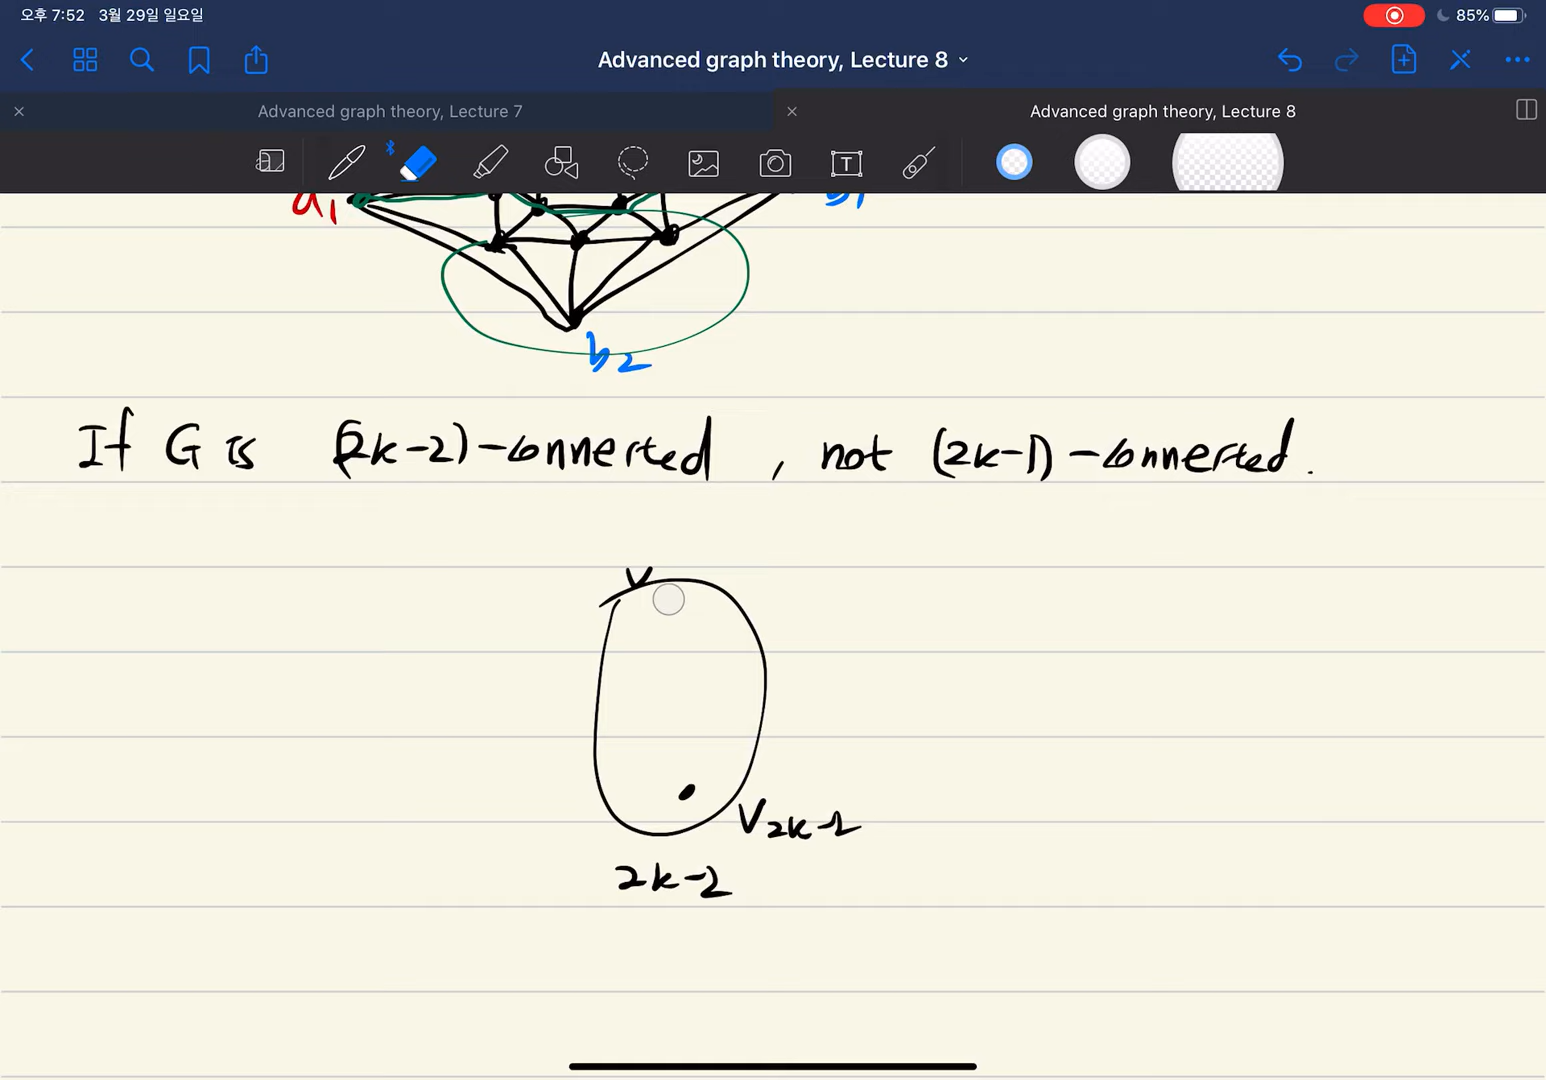 오후 7:52 3월 29일 일요일 85%
Advanced graph theory, Lecture 8
Advanced graph theory, Lecture 7 Advanced graph theory, Lecture 8
a1 b1
b2
If G is (2k-2)-connected, not (2k-1)-connected.
V
V2k-2
2k-2